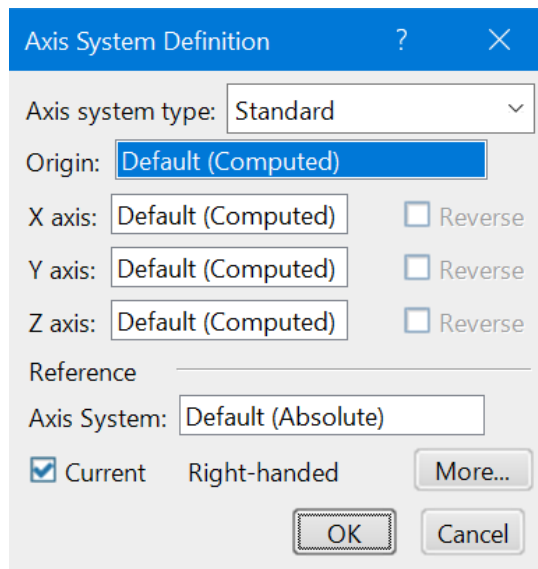 Axis System Definition ?
Axis system type: Standard
Origin: Default (Computed)
X axis: Default (Computed) Reverse
Y axis: Default (Computed) Reverse
Z axis: Default (Computed) Reverse
Reference
Axis System: Default (Absolute)
Current Right-handed More...
OK Cancel